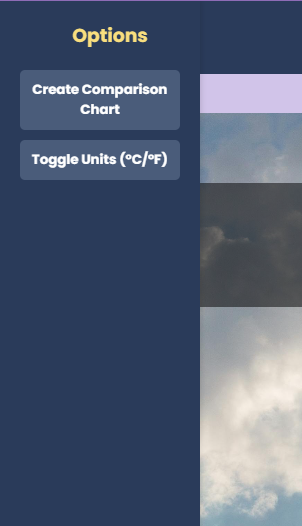 Options
Create Comparison
Chart
Toggle Units (°C/°F)